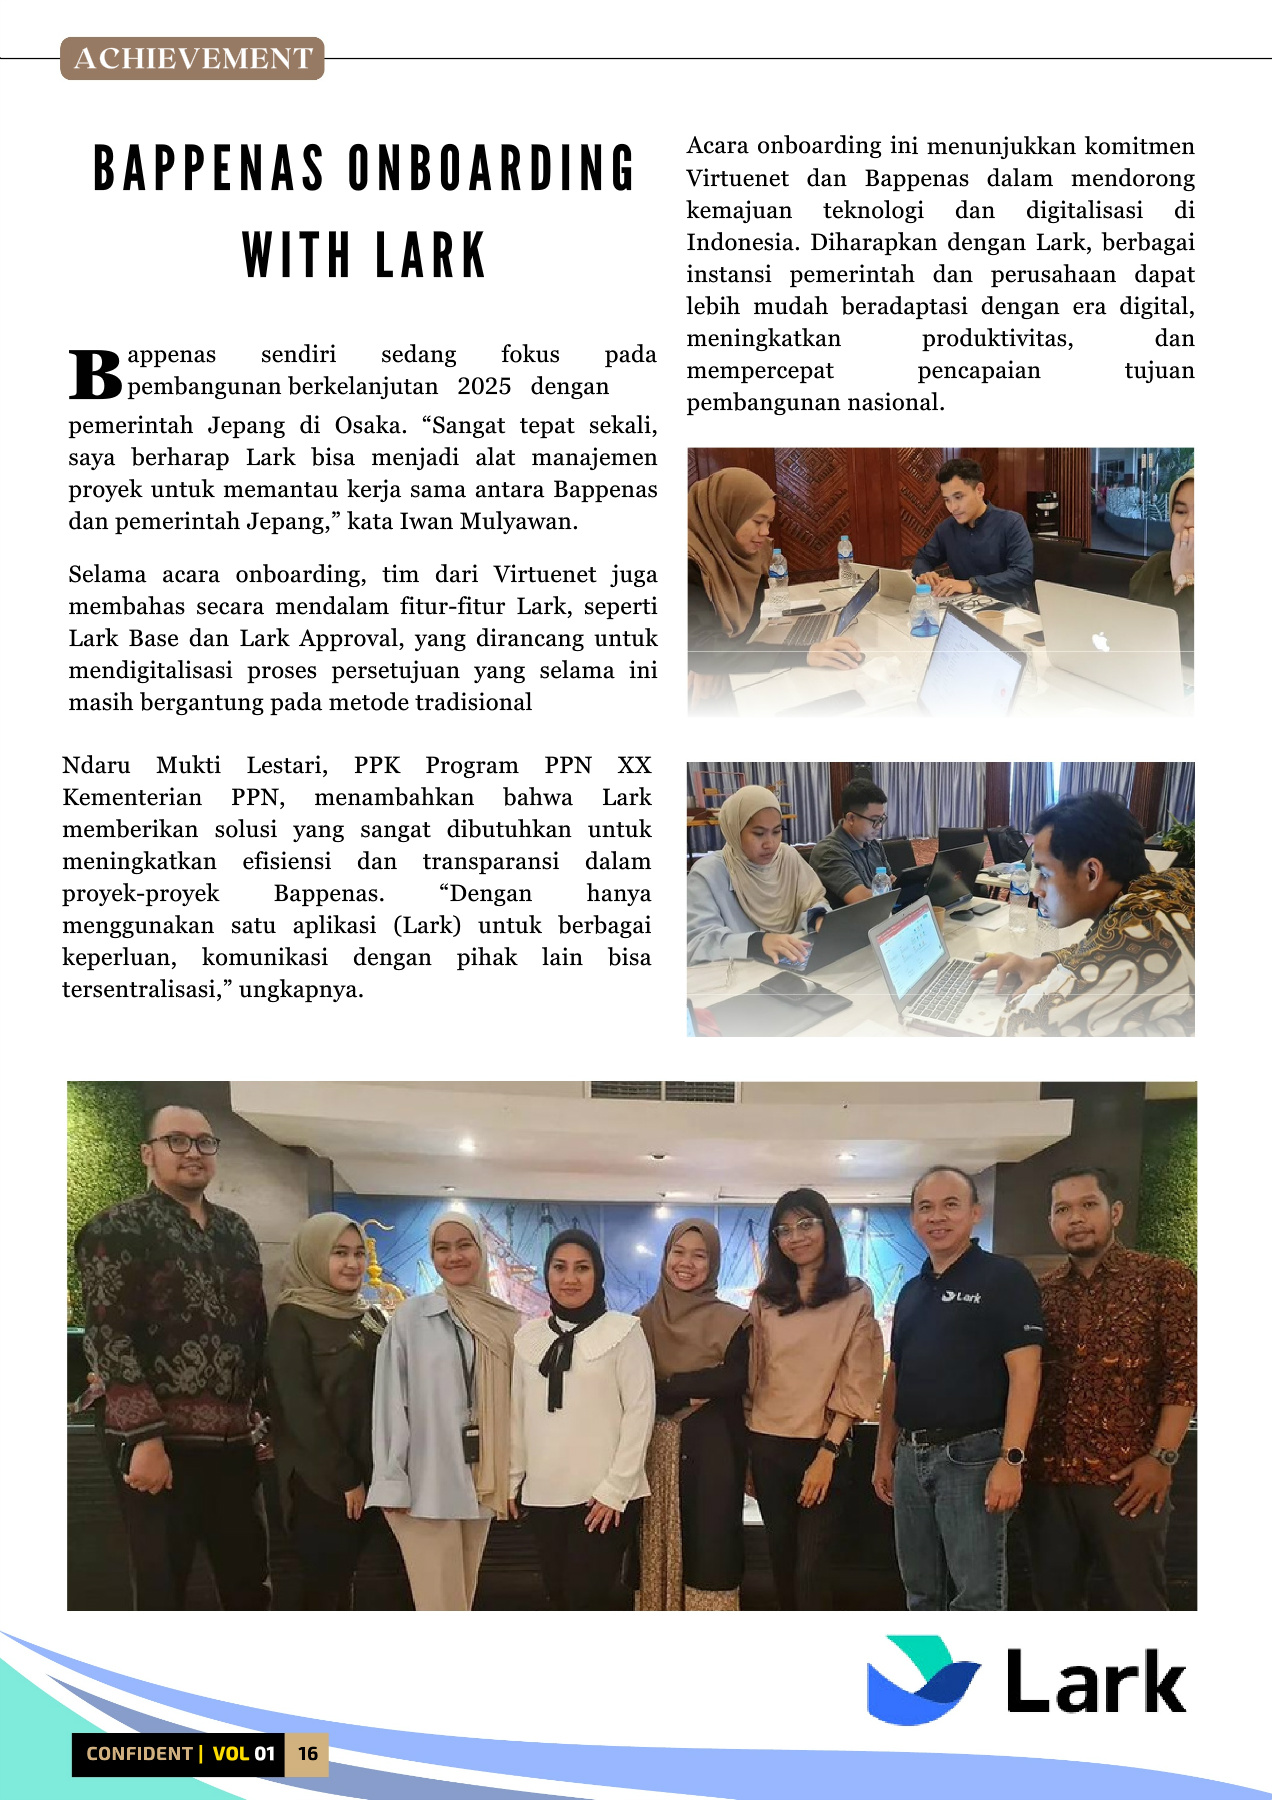 ACHIEVEMENT
BAPPENAS ONBOARDING
WITH LARK
Bappenas sendiri sedang fokus pada
pembangunan berkelanjutan 2025 dengan
pemerintah Jepang di Osaka. “Sangat tepat sekali,
saya berharap Lark bisa menjadi alat manajemen
proyek untuk memantau kerja sama antara Bappenas
dan pemerintah Jepang,” kata Iwan Mulyawan.
Selama acara onboarding, tim dari Virtuenet juga
membahas secara mendalam fitur-fitur Lark, seperti
Lark Base dan Lark Approval, yang dirancang untuk
mendigitalisasi proses persetujuan yang selama ini
masih bergantung pada metode tradisional
Ndaru Mukti Lestari, PPK Program PPN XX
Kementerian PPN, menambahkan bahwa Lark
memberikan solusi yang sangat dibutuhkan untuk
meningkatkan efisiensi dan transparansi dalam
proyek-proyek Bappenas. “Dengan hanya
menggunakan satu aplikasi (Lark) untuk berbagai
keperluan, komunikasi dengan pihak lain bisa
tersentralisasi,” ungkapnya.
Acara onboarding ini menunjukkan komitmen
Virtuenet dan Bappenas dalam mendorong
kemajuan teknologi dan digitalisasi di
Indonesia. Diharapkan dengan Lark, berbagai
instansi pemerintah dan perusahaan dapat
lebih mudah beradaptasi dengan era digital,
meningkatkan produktivitas, dan
mempercepat pencapaian tujuan
pembangunan nasional.
Lark
Lark
CONFIDENT | VOL 01 16